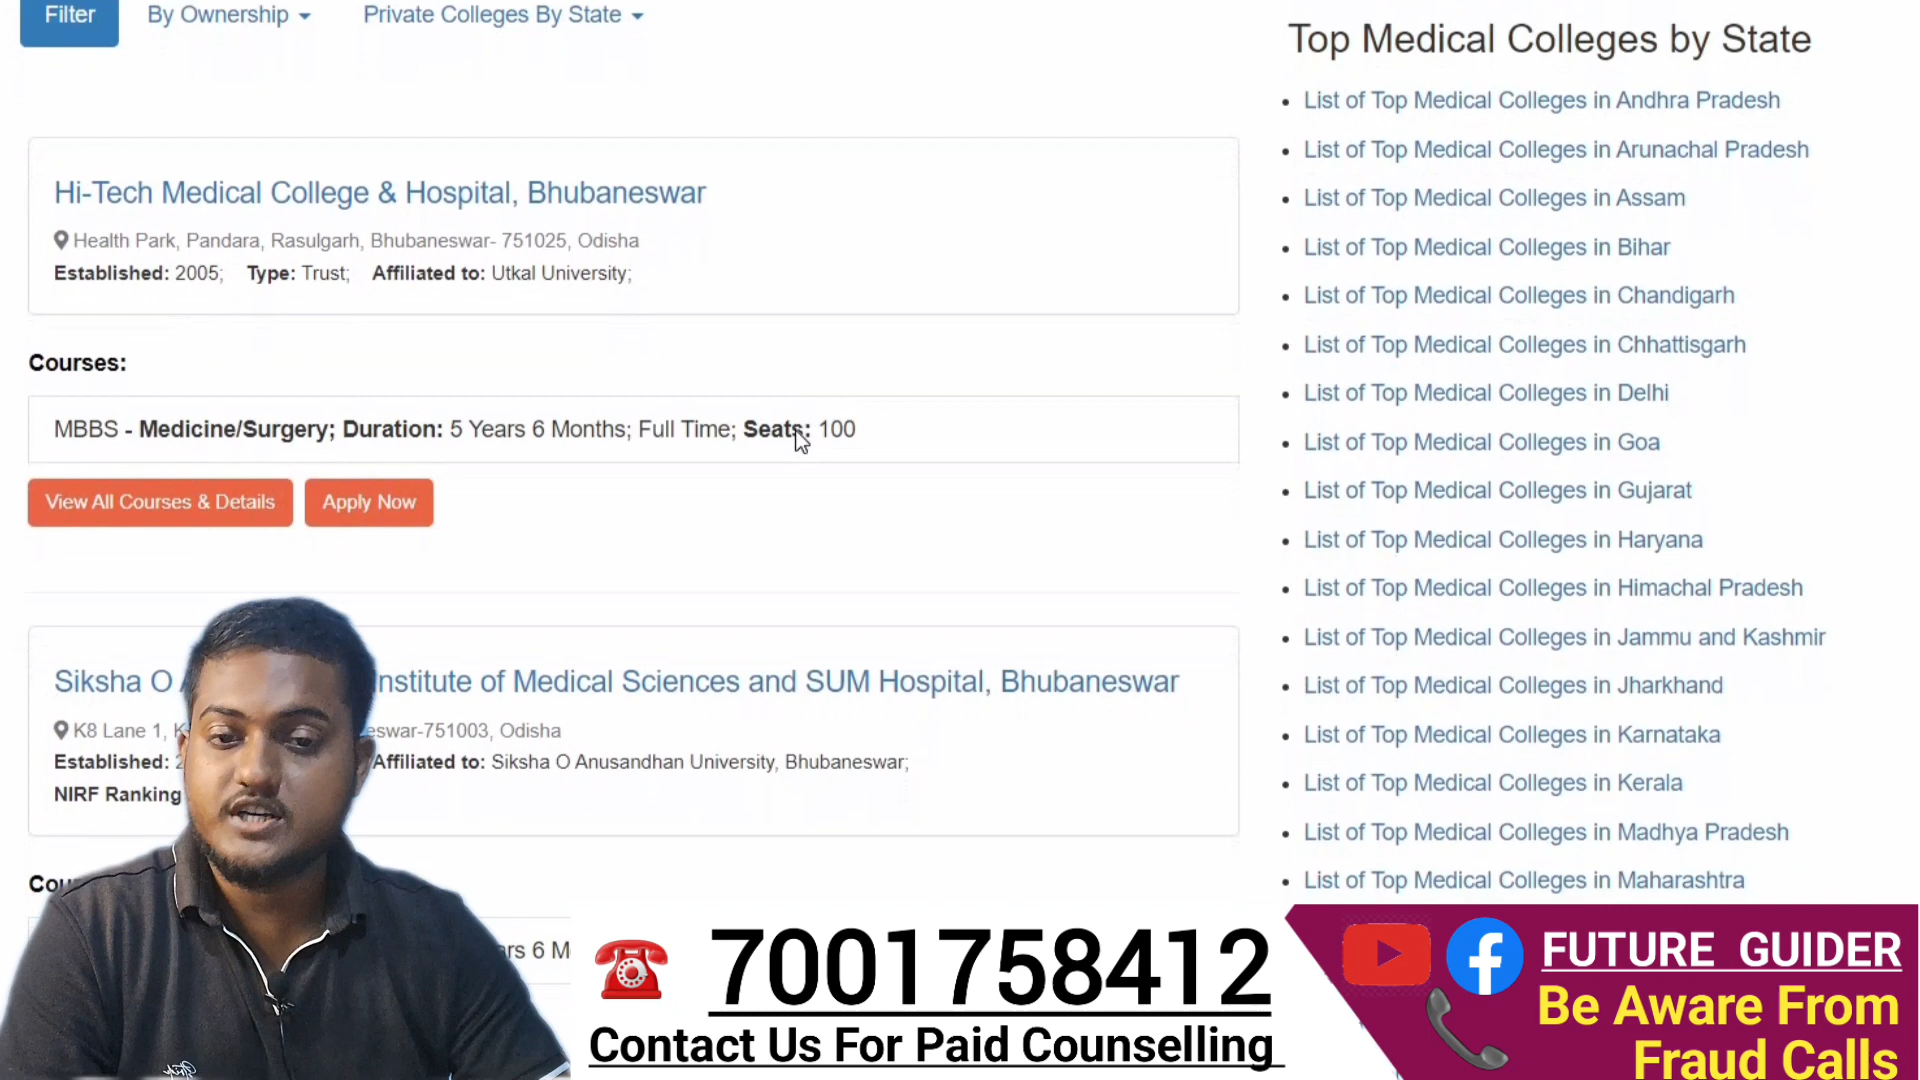 Filter By Ownership Private Colleges By State
Hi-Tech Medical College & Hospital, Bhubaneswar
Health Park, Pandara, Rasulgarh, Bhubaneswar- 751025, Odisha
Established: 2005; Type: Trust; Affiliated to: Utkal University;
Courses:
MBBS - Medicine/Surgery; Duration: 5 Years 6 Months; Full Time; Seats: 100
View All Courses & Details Apply Now
Siksha O nstitute of Medical Sciences and SUM Hospital, Bhubaneswar
K8 Lane 1, eswar-751003, Odisha
Established: Affiliated to: Siksha O Anusandhan University, Bhubaneswar;
NIRF Ranking
Cou
rs 6 M
Top Medical Colleges by State
List of Top Medical Colleges in Andhra Pradesh
List of Top Medical Colleges in Arunachal Pradesh
List of Top Medical Colleges in Assam
List of Top Medical Colleges in Bihar
List of Top Medical Colleges in Chandigarh
List of Top Medical Colleges in Chhattisgarh
List of Top Medical Colleges in Delhi
List of Top Medical Colleges in Goa
List of Top Medical Colleges in Gujarat
List of Top Medical Colleges in Haryana
List of Top Medical Colleges in Himachal Pradesh
List of Top Medical Colleges in Jammu and Kashmir
List of Top Medical Colleges in Jharkhand
List of Top Medical Colleges in Karnataka
List of Top Medical Colleges in Kerala
List of Top Medical Colleges in Madhya Pradesh
List of Top Medical Colleges in Maharashtra
7001758412
Contact Us For Paid Counselling
FUTURE GUIDER
Be Aware From
Fraud Calls